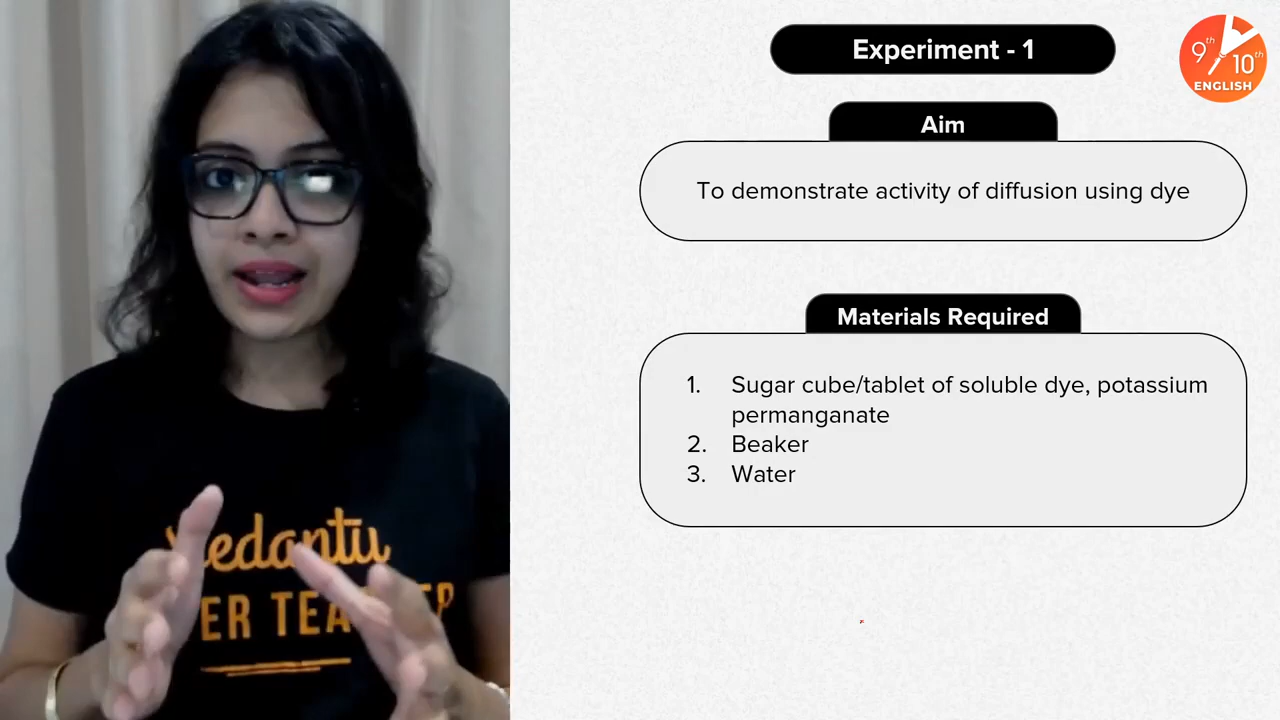 Experiment - 1
9th
10th
ENGLISH
Aim
To demonstrate activity of diffusion using dye
Materials Required
1. Sugar cube/tablet of soluble dye, potassium
permanganate
2. Beaker
3. Water